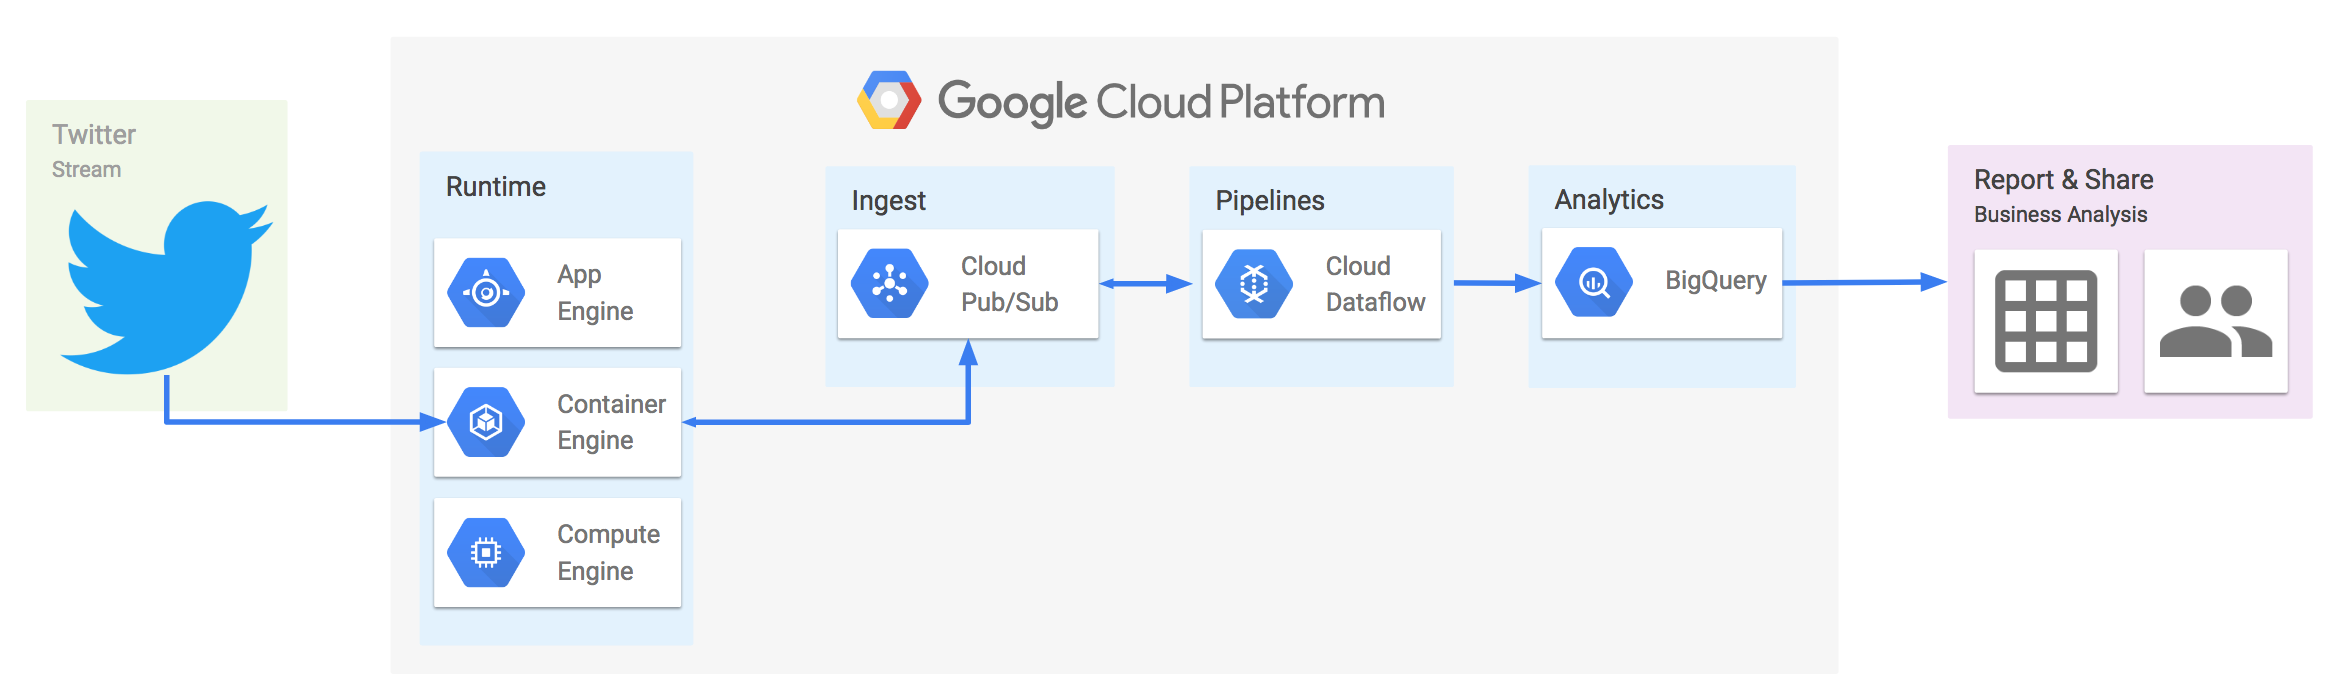 Google Cloud Platform
Twitter
Stream
Runtime
App
Engine
Container
Engine
Compute
Engine
Ingest
Cloud
Pub/Sub
Pipelines
Cloud
Dataflow
Analytics
BigQuery
Report & Share
Business Analysis